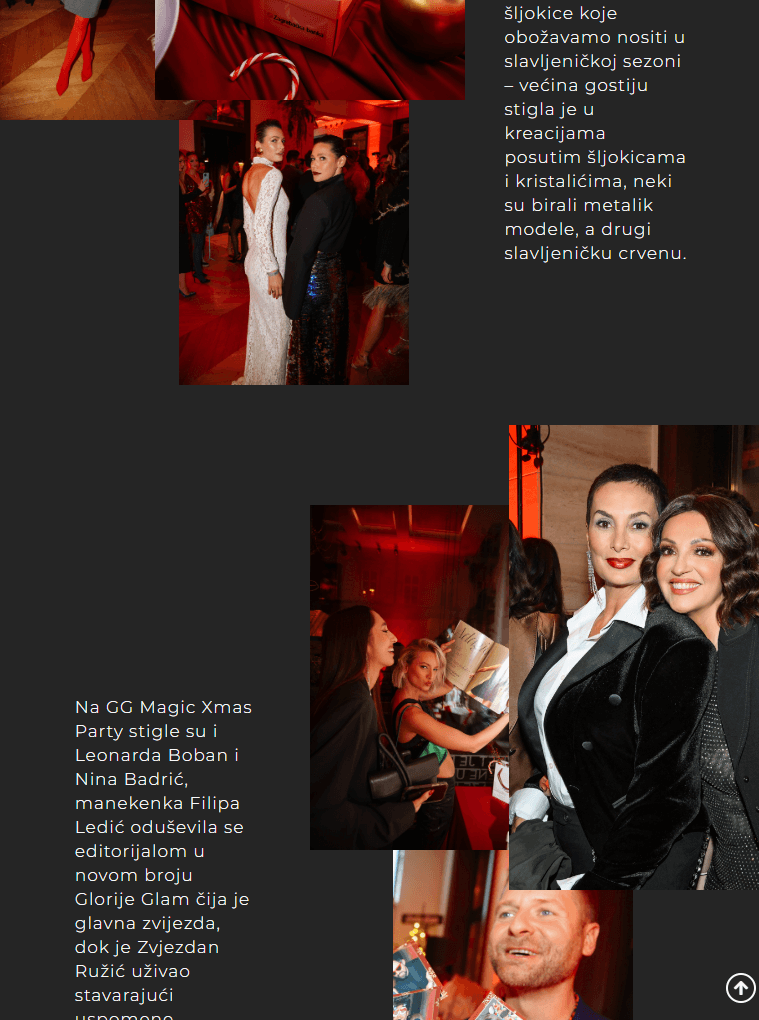 šljokice koje
obožavamo nositi u
slavljeničkoj sezoni
– većina gostiju
stigla je u
kreacijama
posutim šljokicama
i kristalićima, neki
su birali metalik
modele, a drugi
slavljeničku crvenu.
Na GG Magic Xmas
Party stigle su i
Leonarda Boban i
Nina Badrić,
manekenka Filipa
Ledić oduševila se
editorijalom u
novom broju
Glorije Glam čija je
glavna zvijezda,
dok je Zvjezdan
Ružić uživao
stavarajući
uspomene